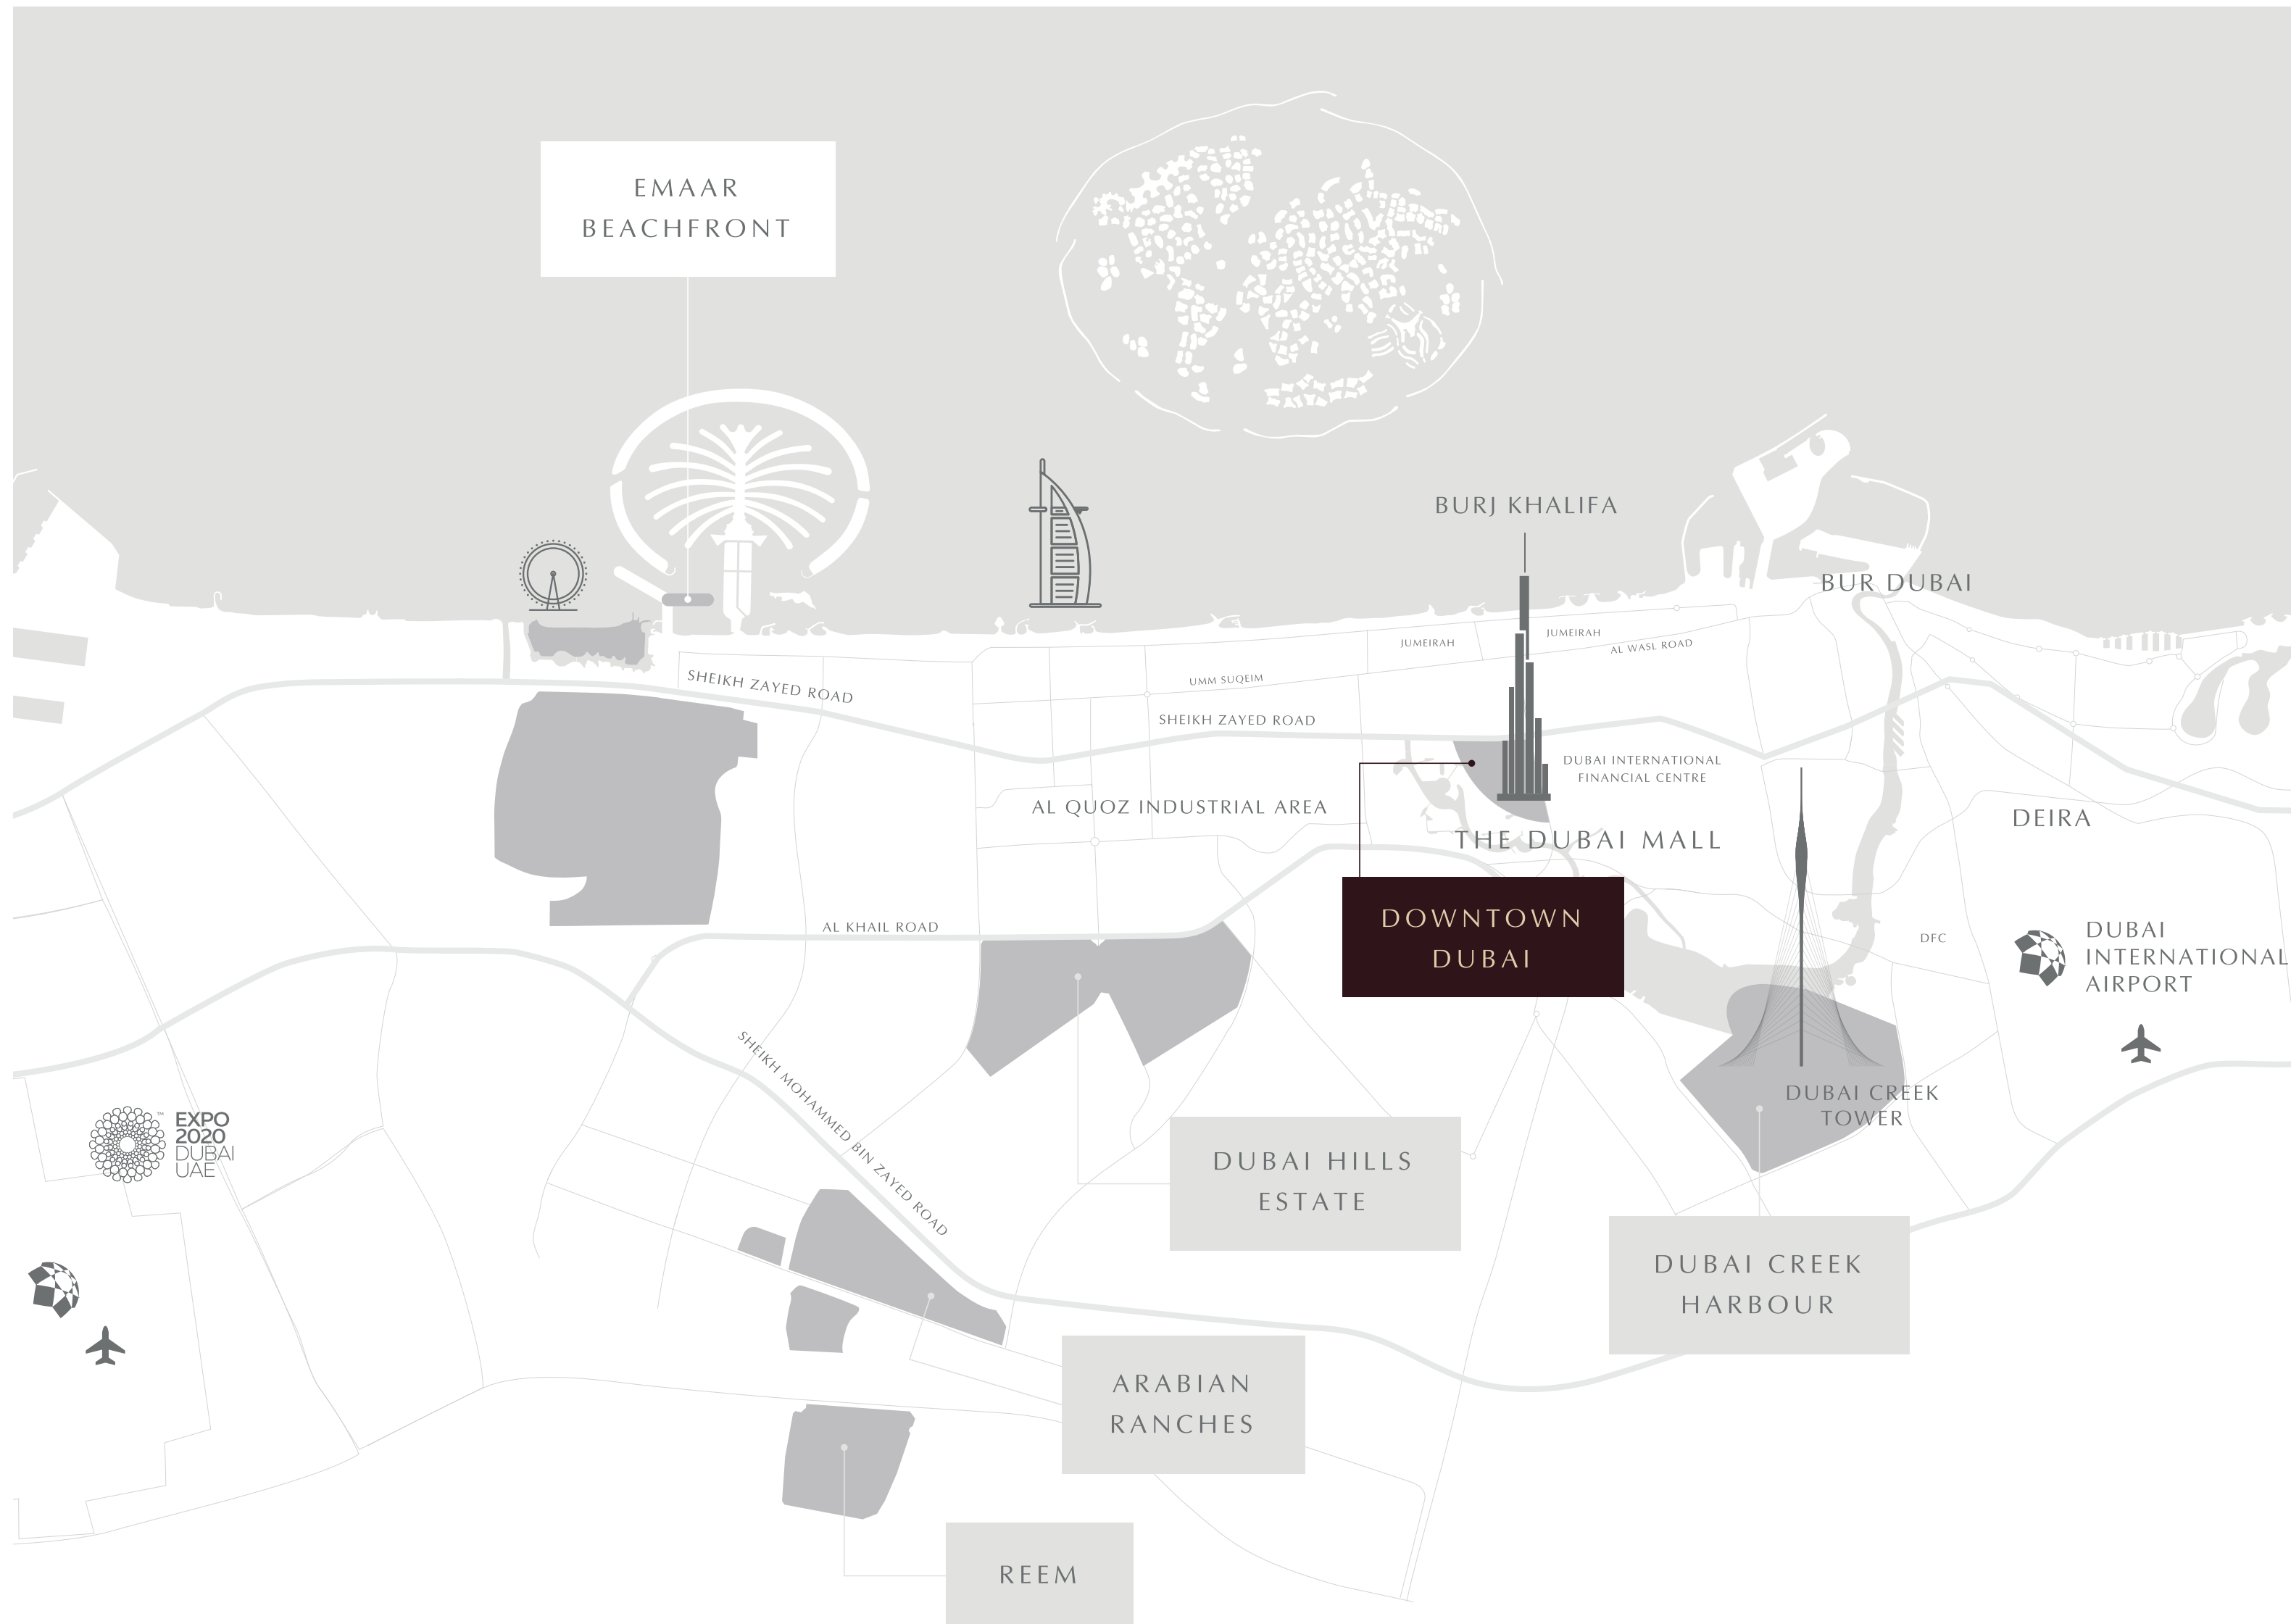 EMAAR
BEACHFRONT
BURJ KHALIFA
BUR DUBAI
JUMEIRAH
JUMEIRAH
AL WASL ROAD
SHEIKH ZAYED ROAD
UMM SUQEIM
SHEIKH ZAYED ROAD
DUBAI INTERNATIONAL
FINANCIAL CENTRE
AL QUOZ INDUSTRIAL AREA
DEIRA
THE DUBAI MALL
AL KHAIL ROAD
DOWNTOWN
DUBAI
DFC
DUBAI
INTERNATIONAL
AIRPORT
SHEIKH MOHAMMED BIN ZAYED ROAD
DUBAI CREEK
TOWER
EXPO
2020
DUBAI
UAE
TM
DUBAI HILLS
ESTATE
DUBAI CREEK
HARBOUR
ARABIAN
RANCHES
REEM